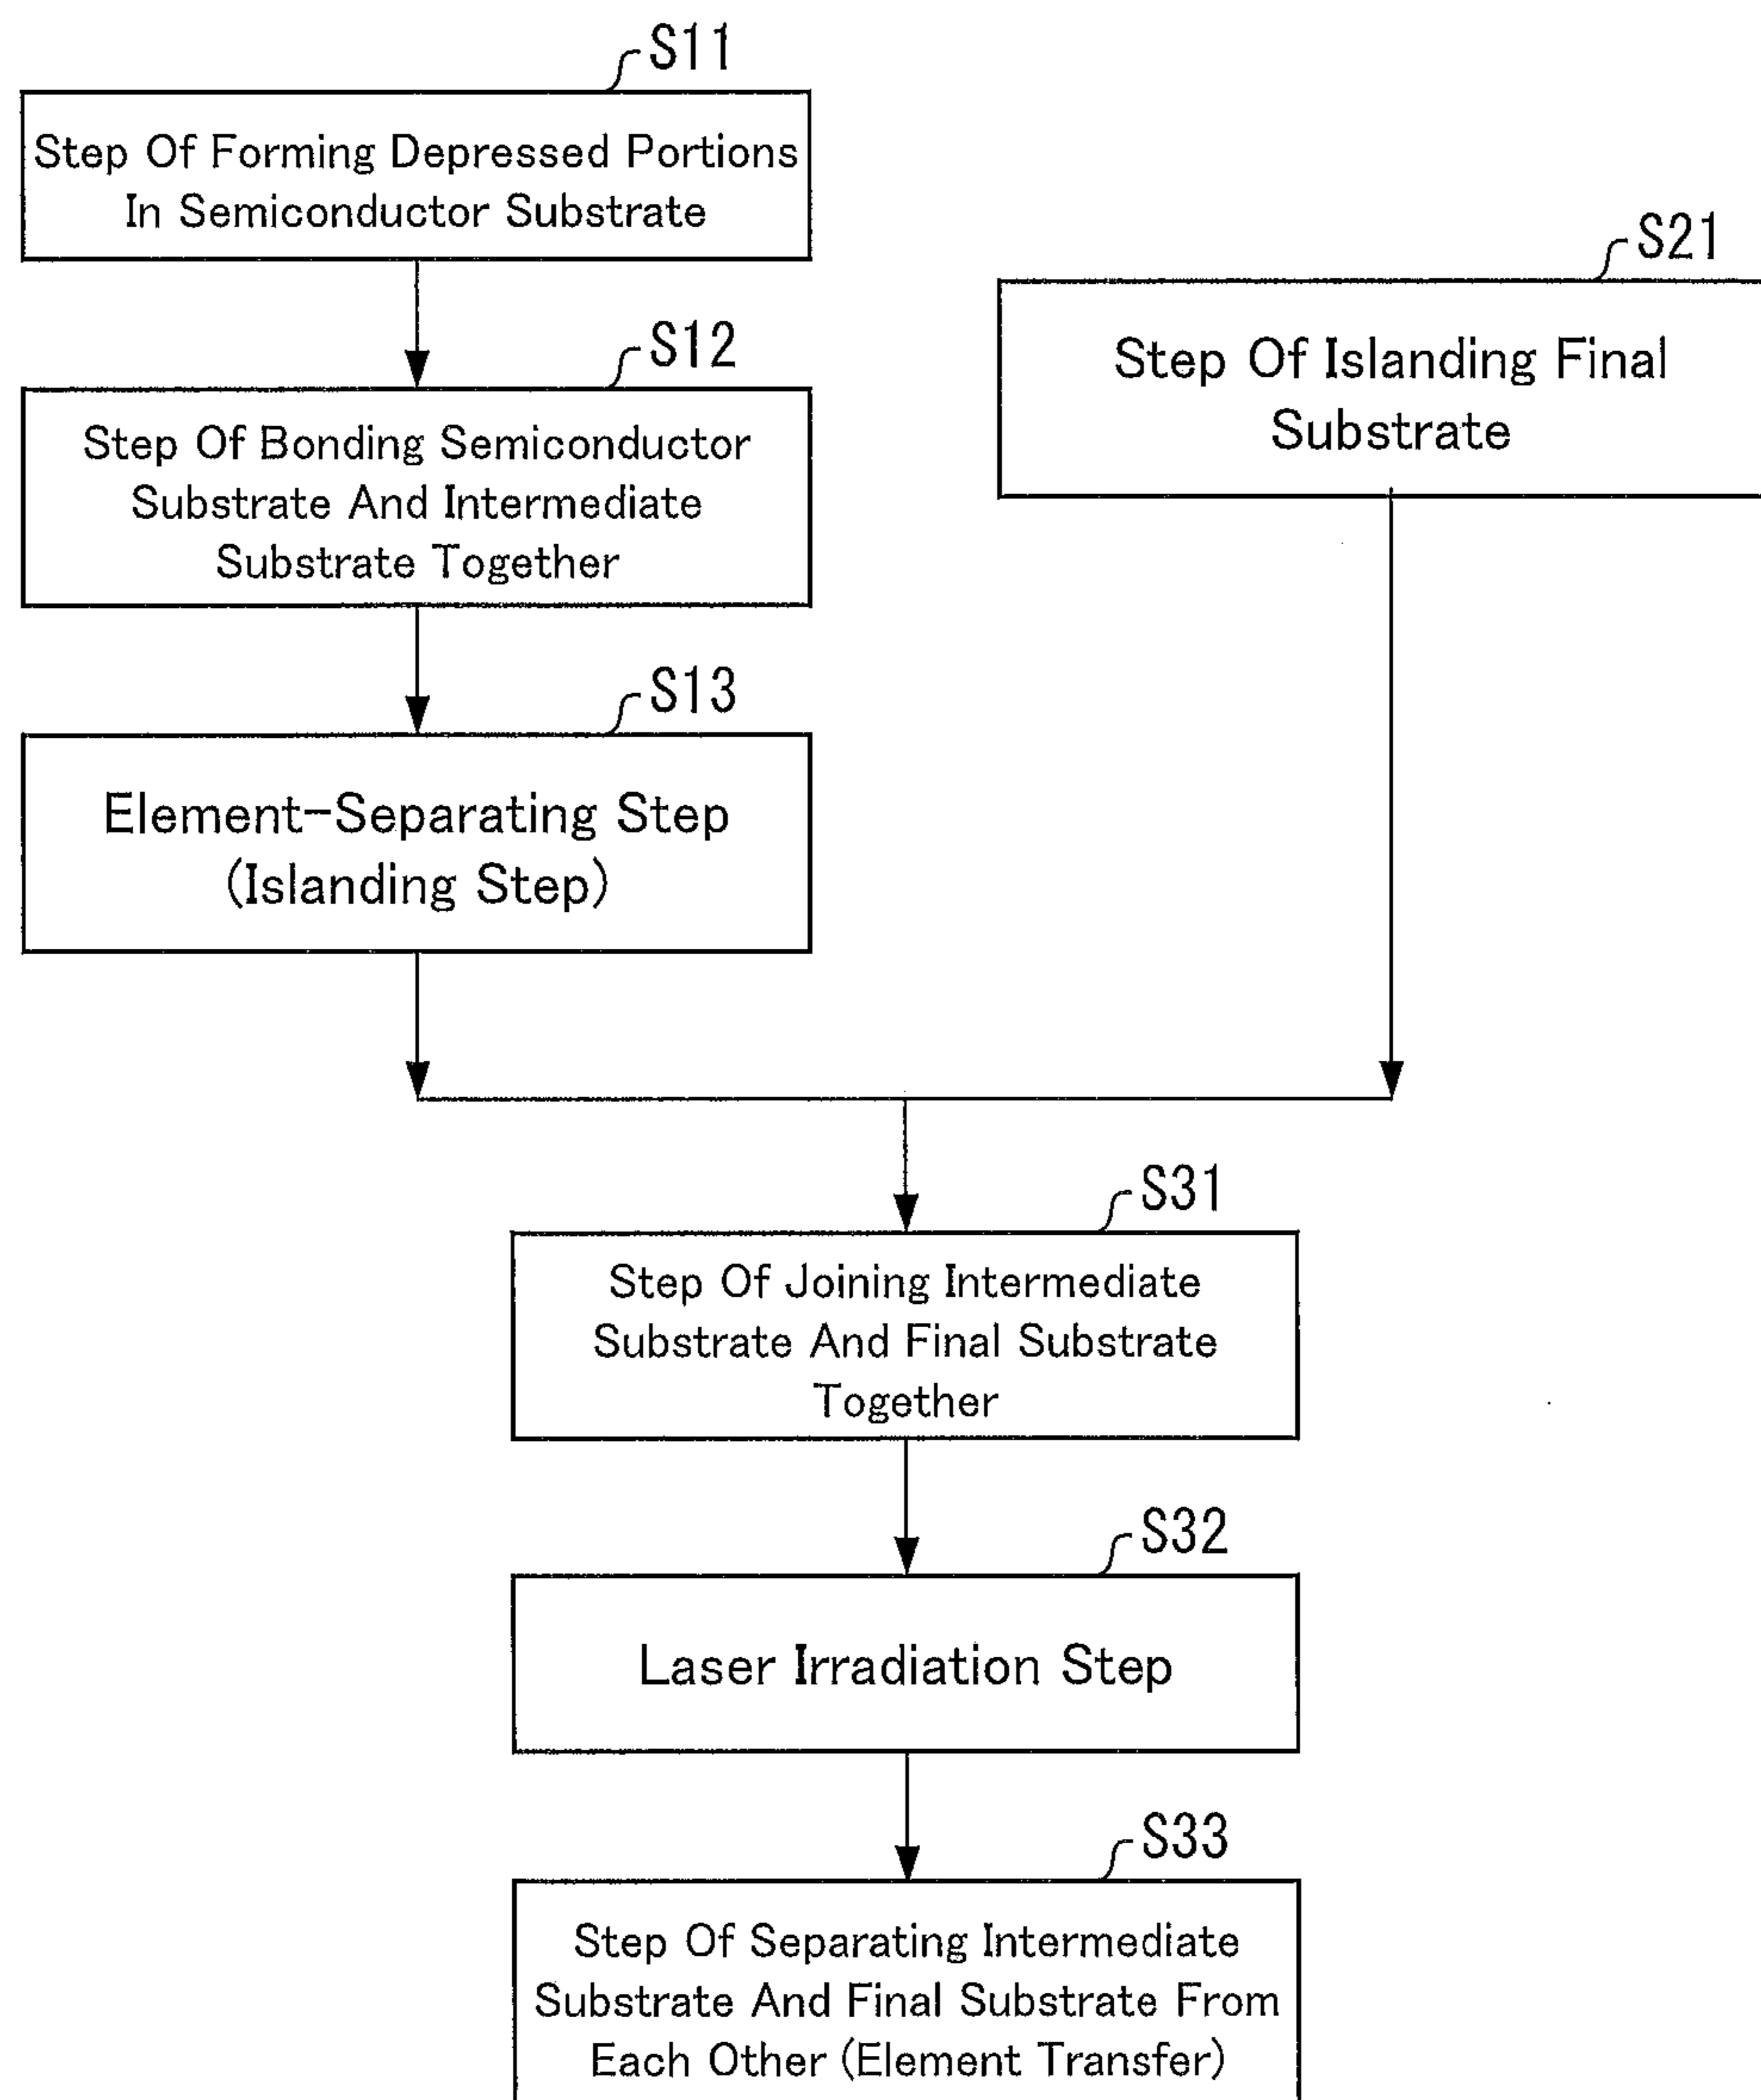 S11
Step Of Forming Depressed Portions
In Semiconductor Substrate
S12
Step Of Bonding Semiconductor
Substrate And Intermediate
Substrate Together
S13
Element-Separating Step
(Islanding Step)
S21
Step Of Islanding Final
Substrate
S31
Step Of Joining Intermediate
Substrate And Final Substrate
Together
S32
Laser Irradiation Step
S33
Step Of Separating Intermediate
Substrate And Final Substrate From
Each Other (Element Transfer)